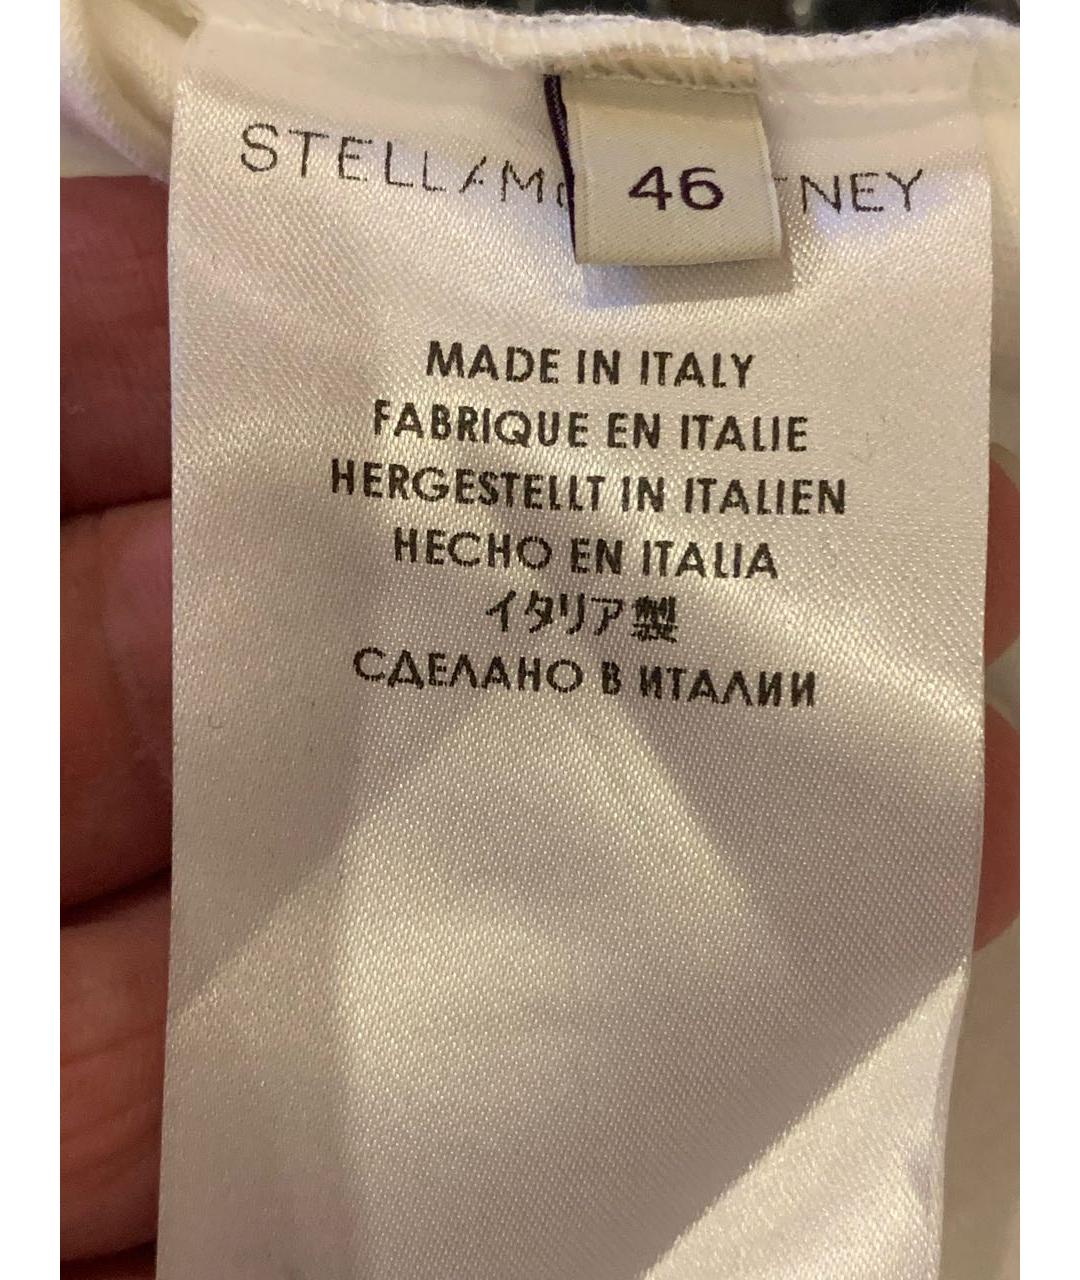 STELLA McCARTNEY
46
MADE IN ITALY
FABRIQUE EN ITALIE
HERGESTELLT IN ITALIEN
HECHO EN ITALIA
イタリア製
СДЕЛАНО В ИТАЛИИ